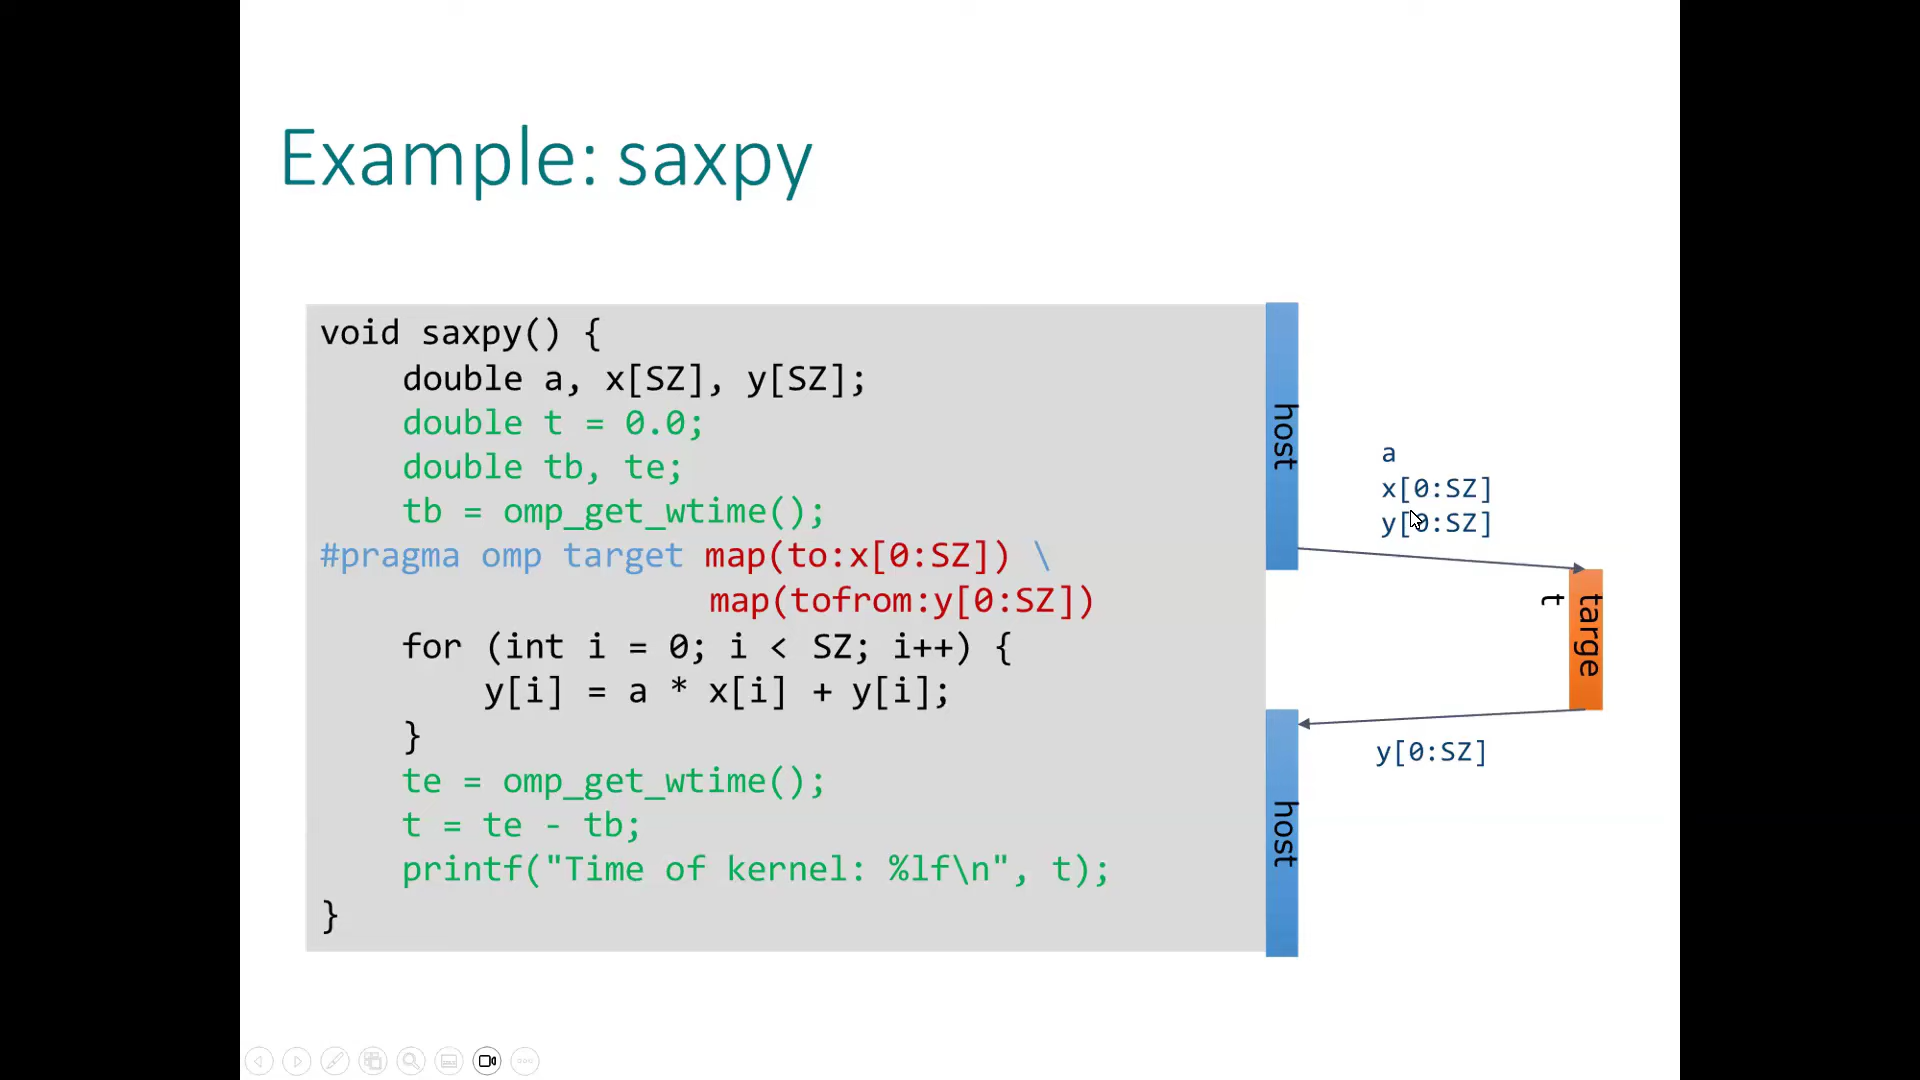 Example: saxpy
void saxpy() {
    double a, x[SZ], y[SZ];
    double t = 0.0;
    double tb, te;
    tb = omp_get_wtime();
#pragma omp target map(to:x[0:SZ]) \
                   map(tofrom:y[0:SZ])
    for (int i = 0; i < SZ; i++) {
        y[i] = a * x[i] + y[i];
    }
    te = omp_get_wtime();
    t = te - tb;
    printf("Time of kernel: %lf\n", t);
}
host
a
x[0:SZ]
y[0:SZ]
targe
t
y[0:SZ]
host